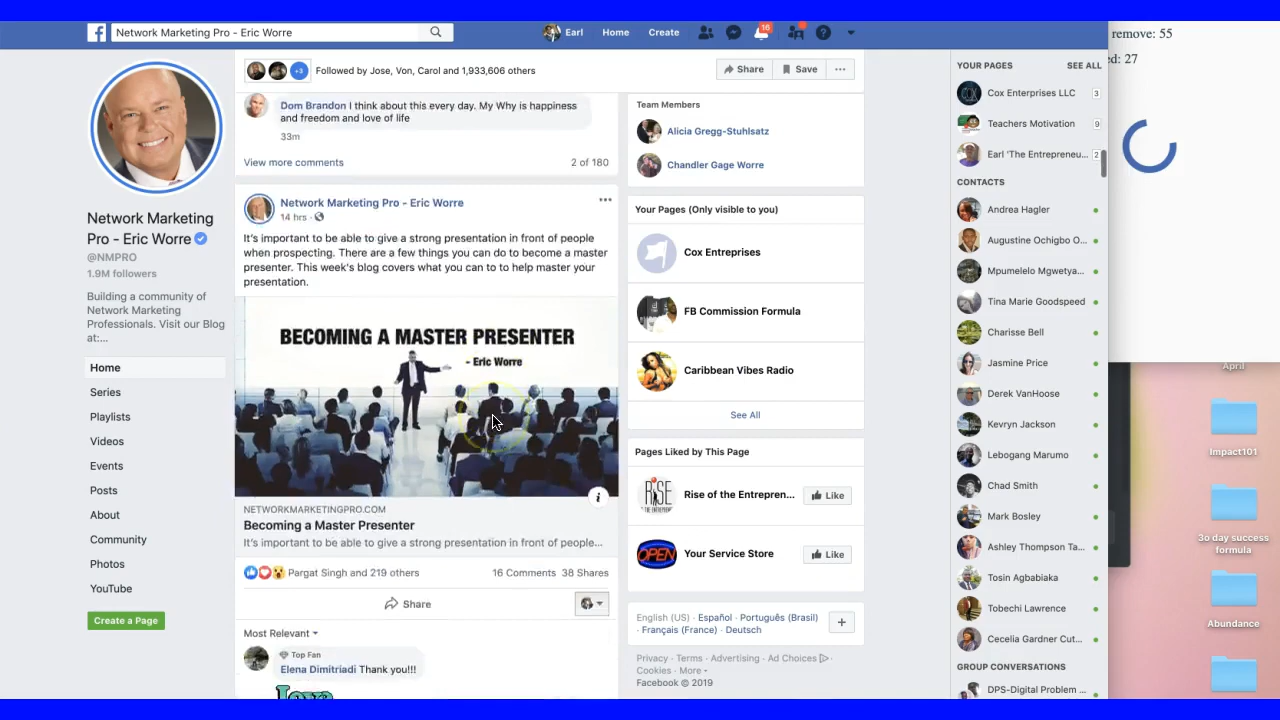 Network Marketing Pro - Eric Worre
Earl
Home
Create
16
remove: 55
ed: 27
Followed by Jose, Von, Carol and 1,933,606 others
+3
Share
Save
Dom Brandon I think about this every day. My Why is happiness
and freedom and love of life
33m
View more comments
2 of 180
Network Marketing
Pro - Eric Worre
@NMPRO
1.9M followers
Building a community of
Network Marketing
Professionals. Visit our Blog
at:...
Home
Series
Playlists
Videos
Events
Posts
About
Community
Photos
YouTube
Create a Page
Network Marketing Pro - Eric Worre
14 hrs ·
It's important to be able to give a strong presentation in front of people
when prospecting. There are a few things you can do to become a master
presenter. This week's blog covers what you can to to help master your
presentation.
BECOMING A MASTER PRESENTER
- Eric Worre
NETWORKMARKETINGPRO.COM
Becoming a Master Presenter
It's important to be able to give a strong presentation in front of people...
Pargat Singh and 219 others
16 Comments
38 Shares
Share
Most Relevant
Top Fan
Elena Dimitriadi Thank you!!!
Team Members
Alicia Gregg-Stuhlsatz
Chandler Gage Worre
Your Pages (Only visible to you)
Cox Entreprises
FB Commission Formula
Caribbean Vibes Radio
See All
Pages Liked by This Page
RISE
Rise of the Entrepren...
Like
OPEN
Your Service Store
Like
English (US) · Español · Português (Brasil)
· Français (France) · Deutsch
Privacy · Terms · Advertising · Ad Choices ·
Cookies · More
Facebook © 2019
YOUR PAGES
SEE ALL
Cox Enterprises LLC
3
Teachers Motivation
9
Earl 'The Entrepreneu...
2
CONTACTS
Andrea Hagler
Augustine Ochigbo O...
Mpumelelo Mgwetya...
Tina Marie Goodspeed
Charisse Bell
Jasmine Price
Derek VanHoose
Kevryn Jackson
Lebogang Marumo
Chad Smith
Mark Bosley
Ashley Thompson Ta...
Tosin Agbabiaka
Tobechi Lawrence
Cecelia Gardner Cut...
GROUP CONVERSATIONS
DPS-Digital Problem ...
April
Impact101
3o day success
formula
Abundance